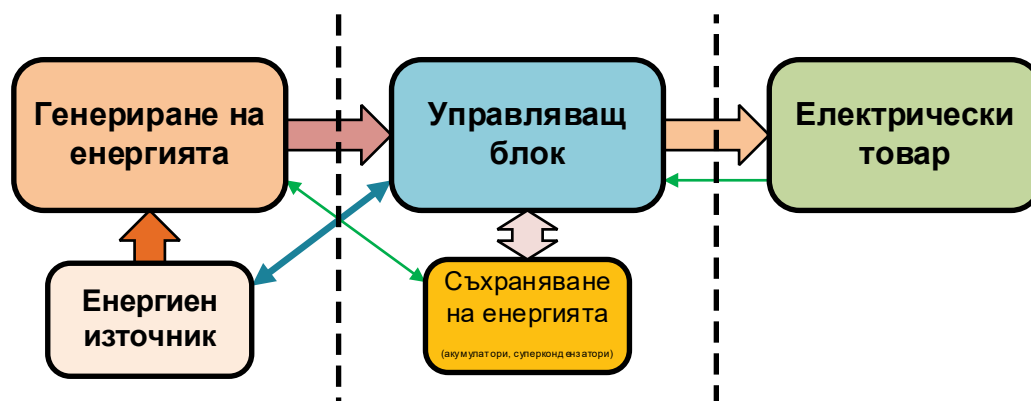 Генериране на
енергията
Управляващ
блок
Електрически
товар
Енергиен
източник
Съхраняване
на енергията
(акумулатори, суперкондензатори)